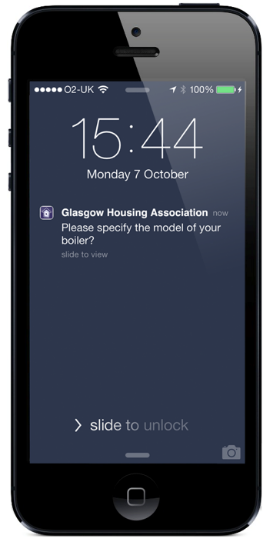 O2-UK 100%
15:44
Monday 7 October
Glasgow Housing Association now
Please specify the model of your
boiler?
slide to view
> slide to unlock